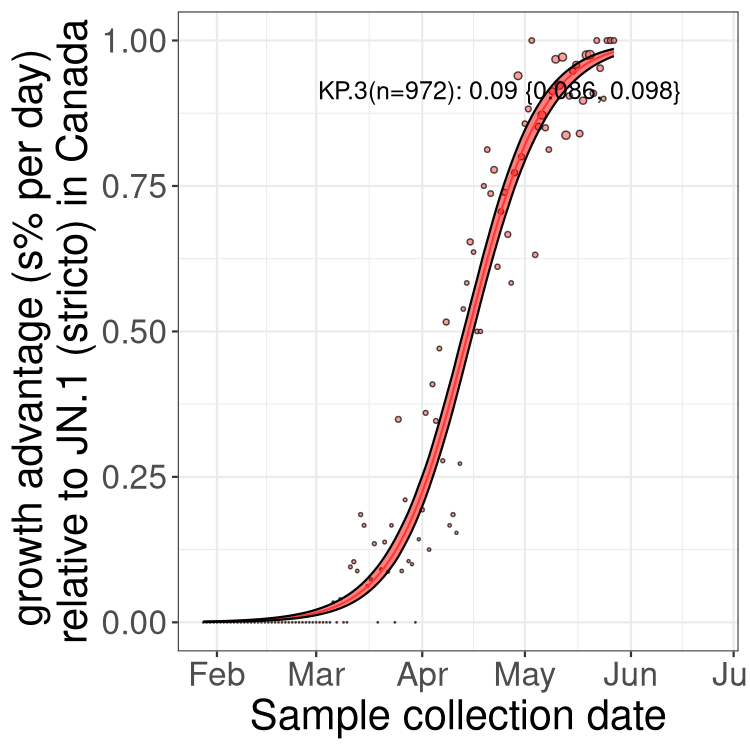 growth advantage (s% per day)
relative to JN.1 (stricto) in Canada
1.00
0.75
0.50
0.25
0.00
KP.3(n=972): 0.09 {0.086, 0.098}
Feb Mar Apr May Jun Ju
Sample collection date